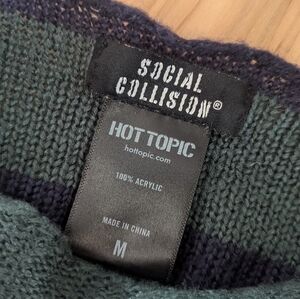 SOCIAL
COLLISION®
HOT TOPIC
hottopic.com
100% ACRYLIC
MADE IN CHINA
M